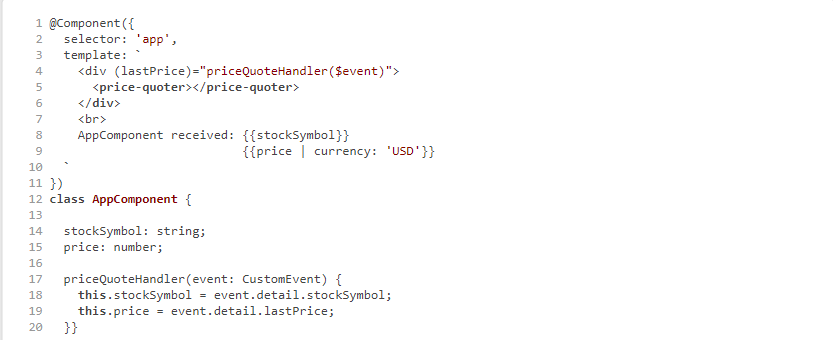 1 @Component({
2   selector: 'app',
3   template: `
4     <div (lastPrice)="priceQuoteHandler($event)">
5       <price-quoter></price-quoter>
6     </div>
7     <br>
8     AppComponent received: {{stockSymbol}}
9                            {{price | currency: 'USD'}}
10   `
11 })
12 class AppComponent {
13
14   stockSymbol: string;
15   price: number;
16
17   priceQuoteHandler(event: CustomEvent) {
18     this.stockSymbol = event.detail.stockSymbol;
19     this.price = event.detail.lastPrice;
20   }}